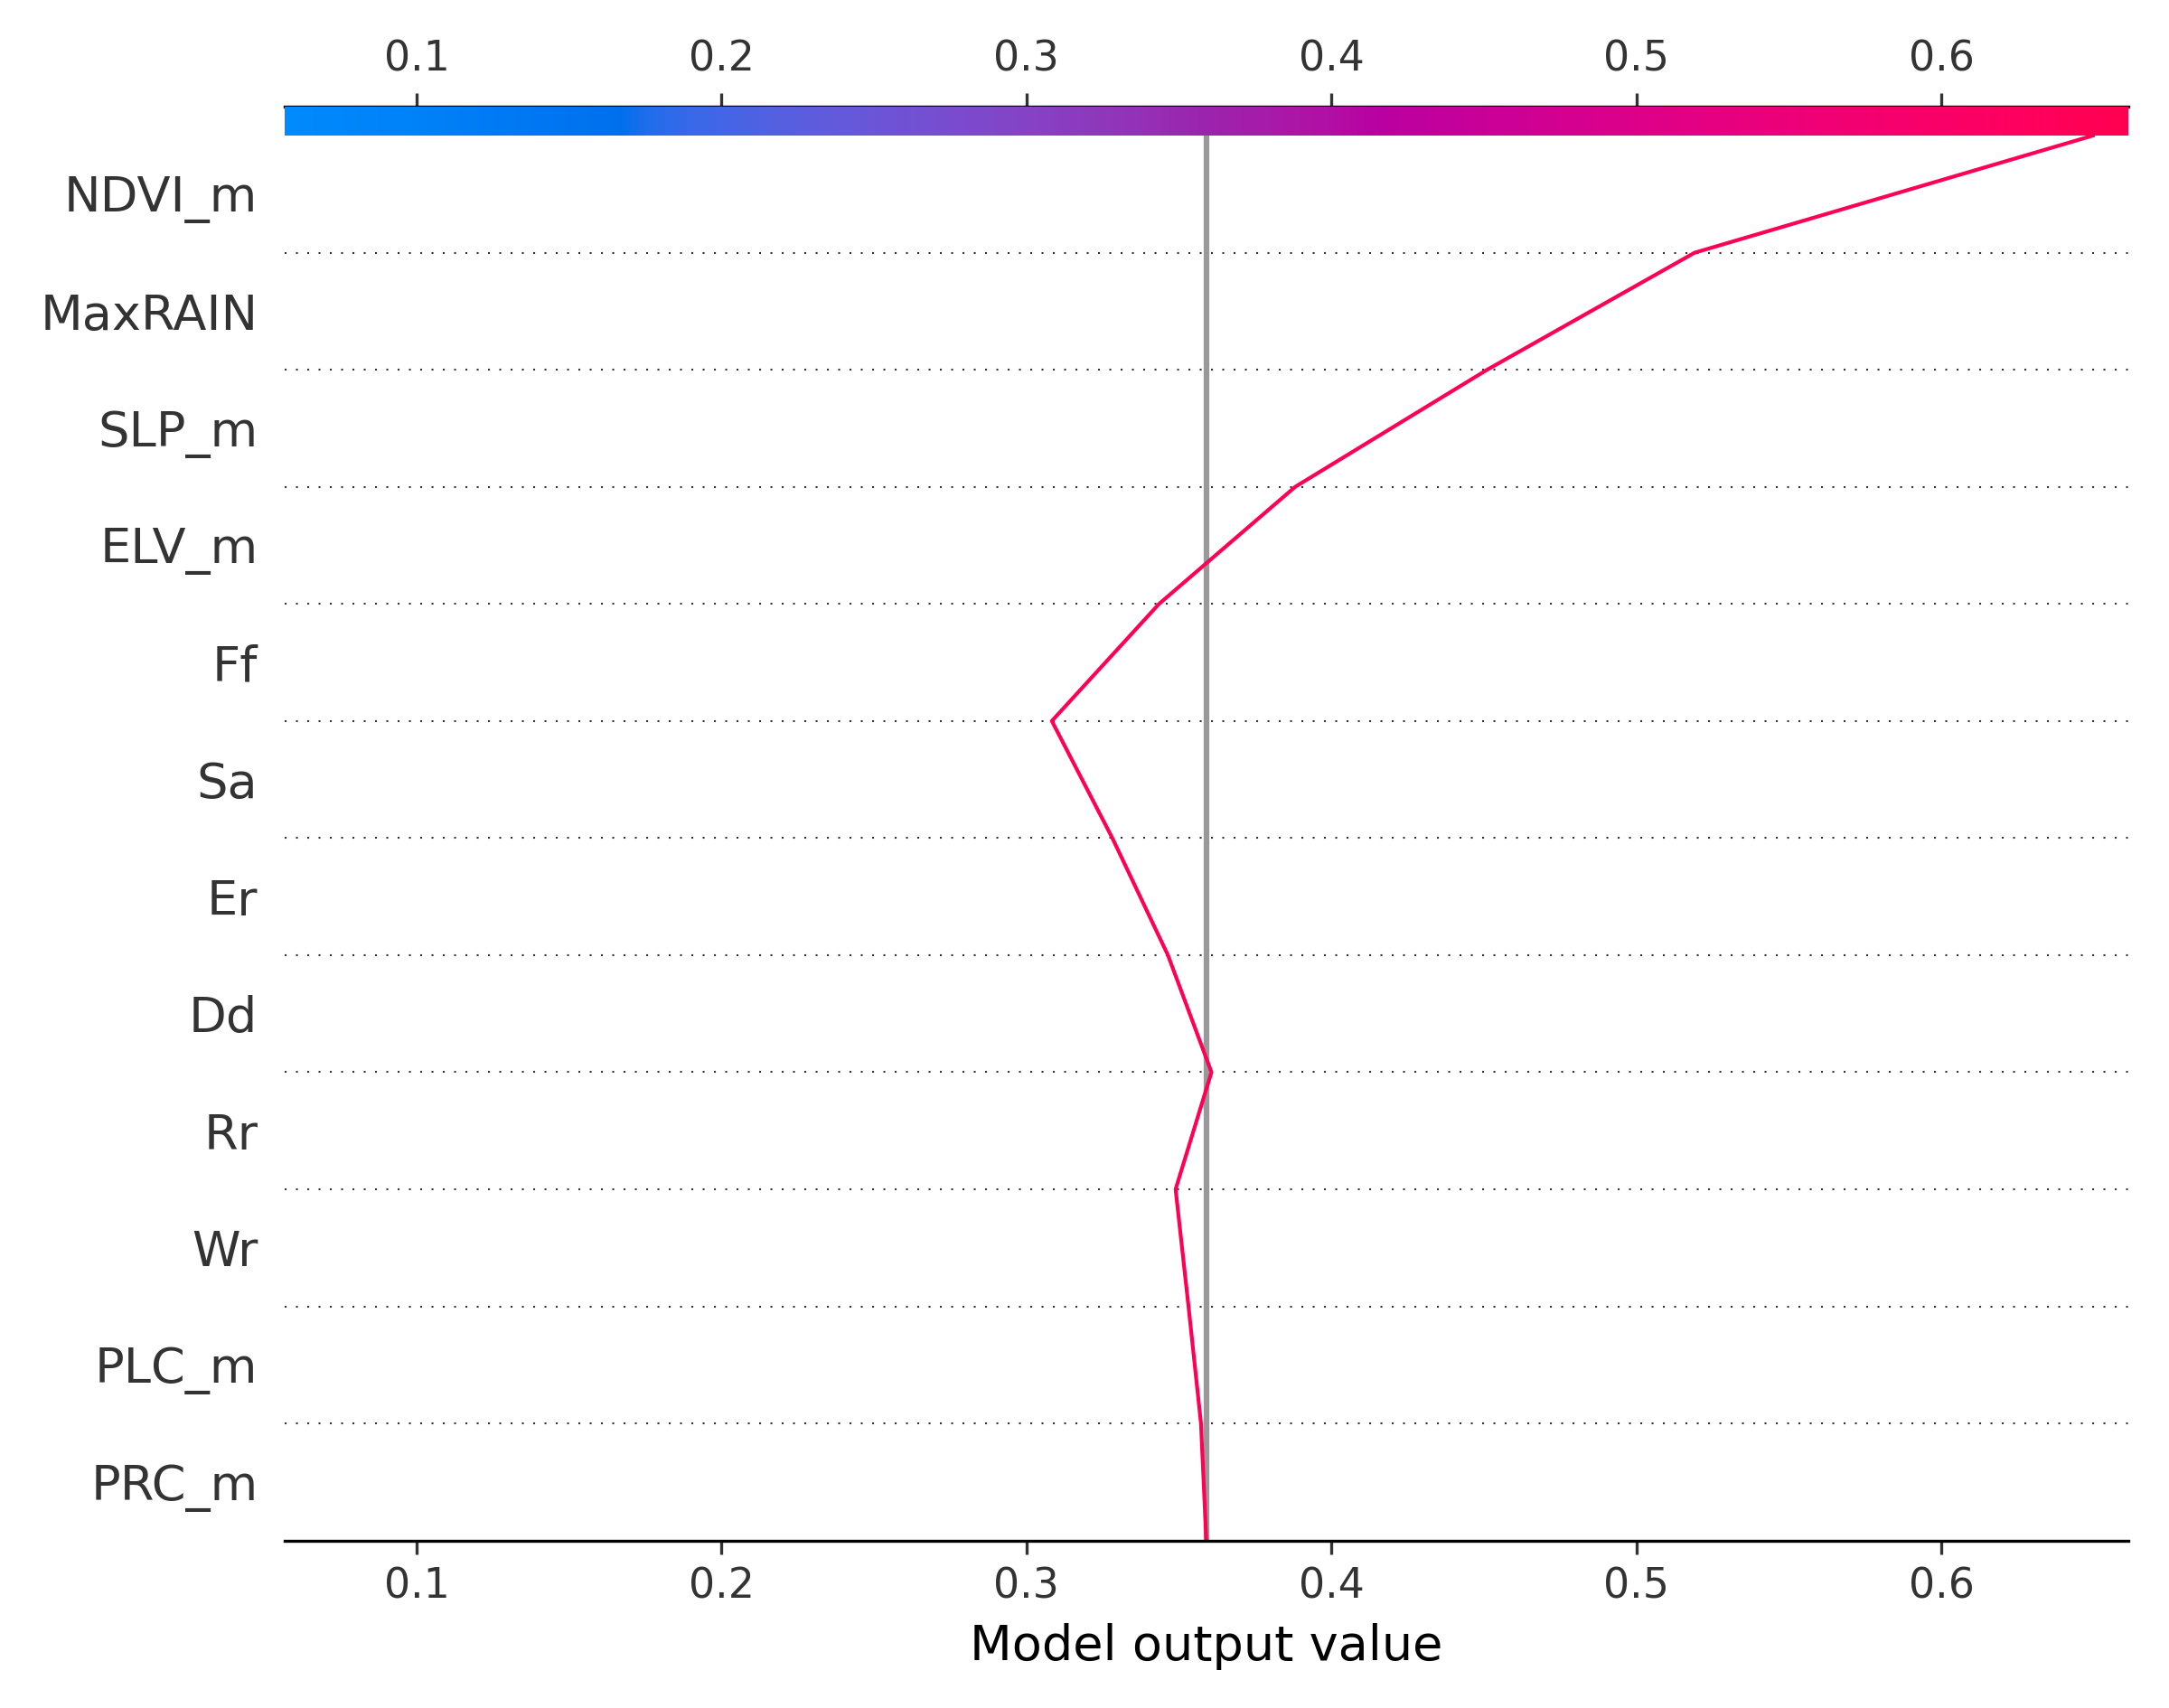 0.1 0.2 0.3 0.4 0.5 0.6
NDVI_m
MaxRAIN
SLP_m
ELV_m
Ff
Sa
Er
Dd
Rr
Wr
PLC_m
PRC_m
0.1 0.2 0.3 0.4 0.5 0.6
Model output value